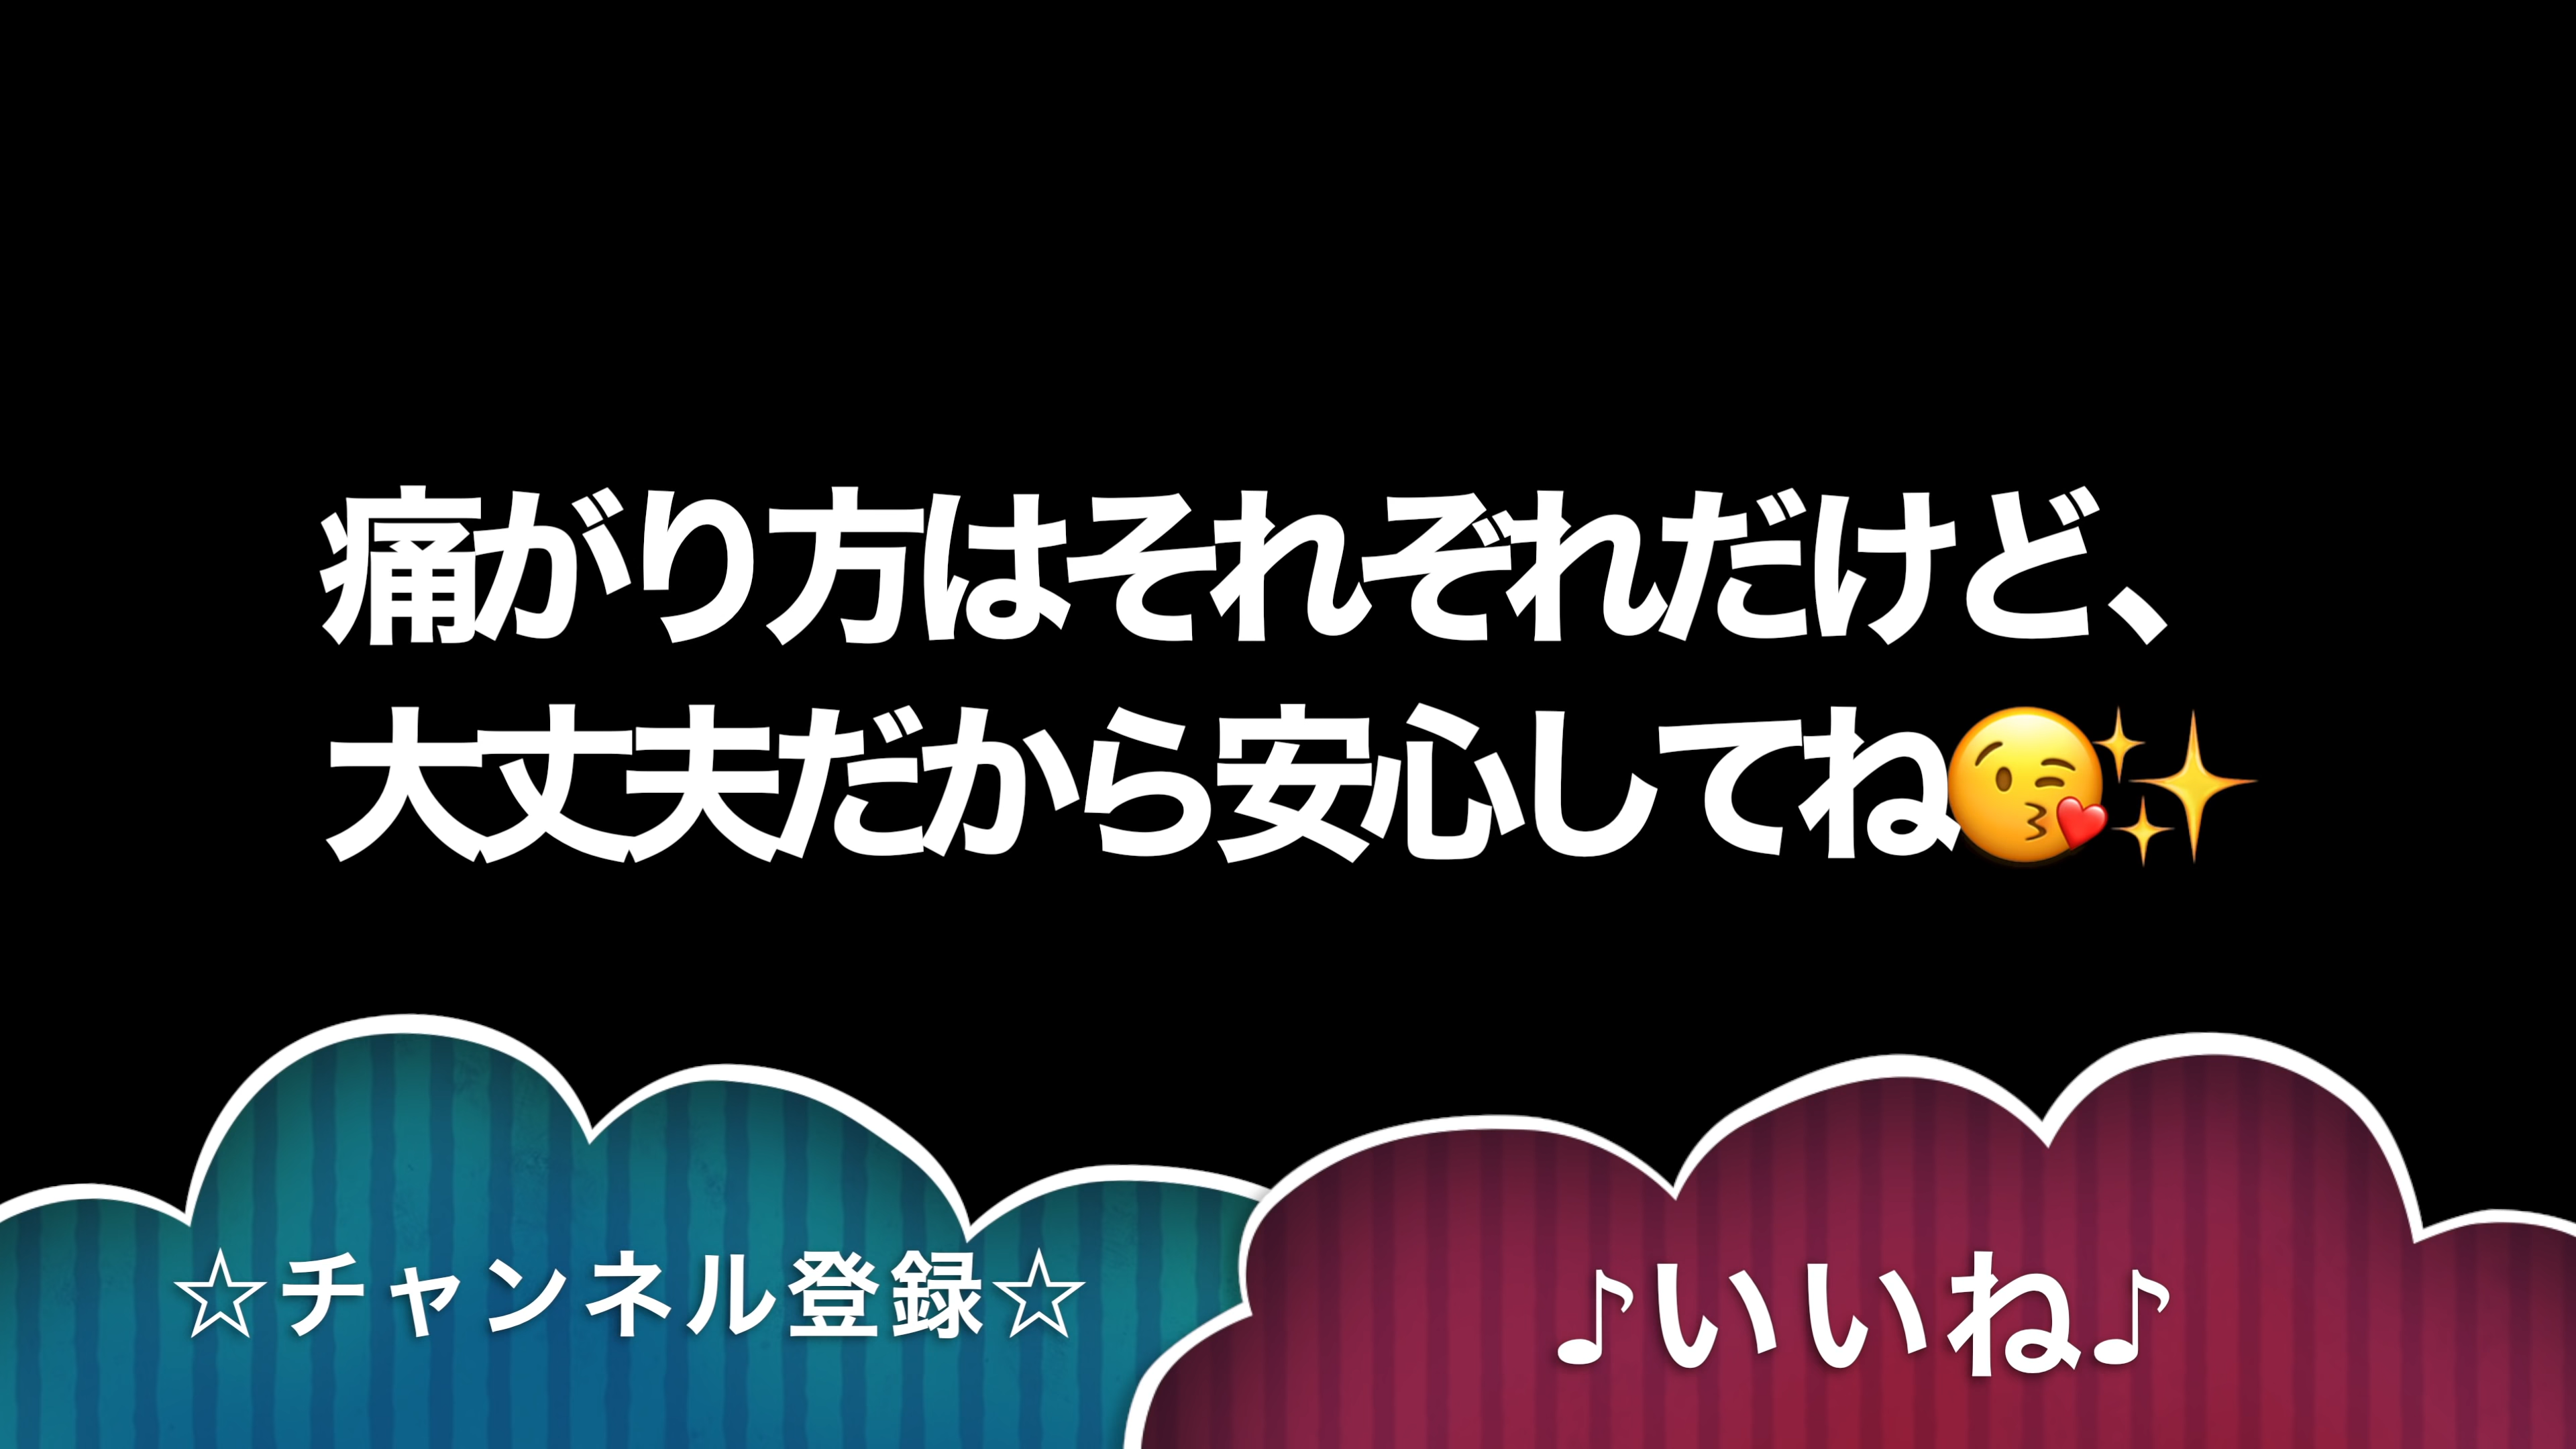 痛がり方はそれぞれだけど、
大丈夫だから安心してね😘✨
☆チャンネル登録☆
♪いいね♪